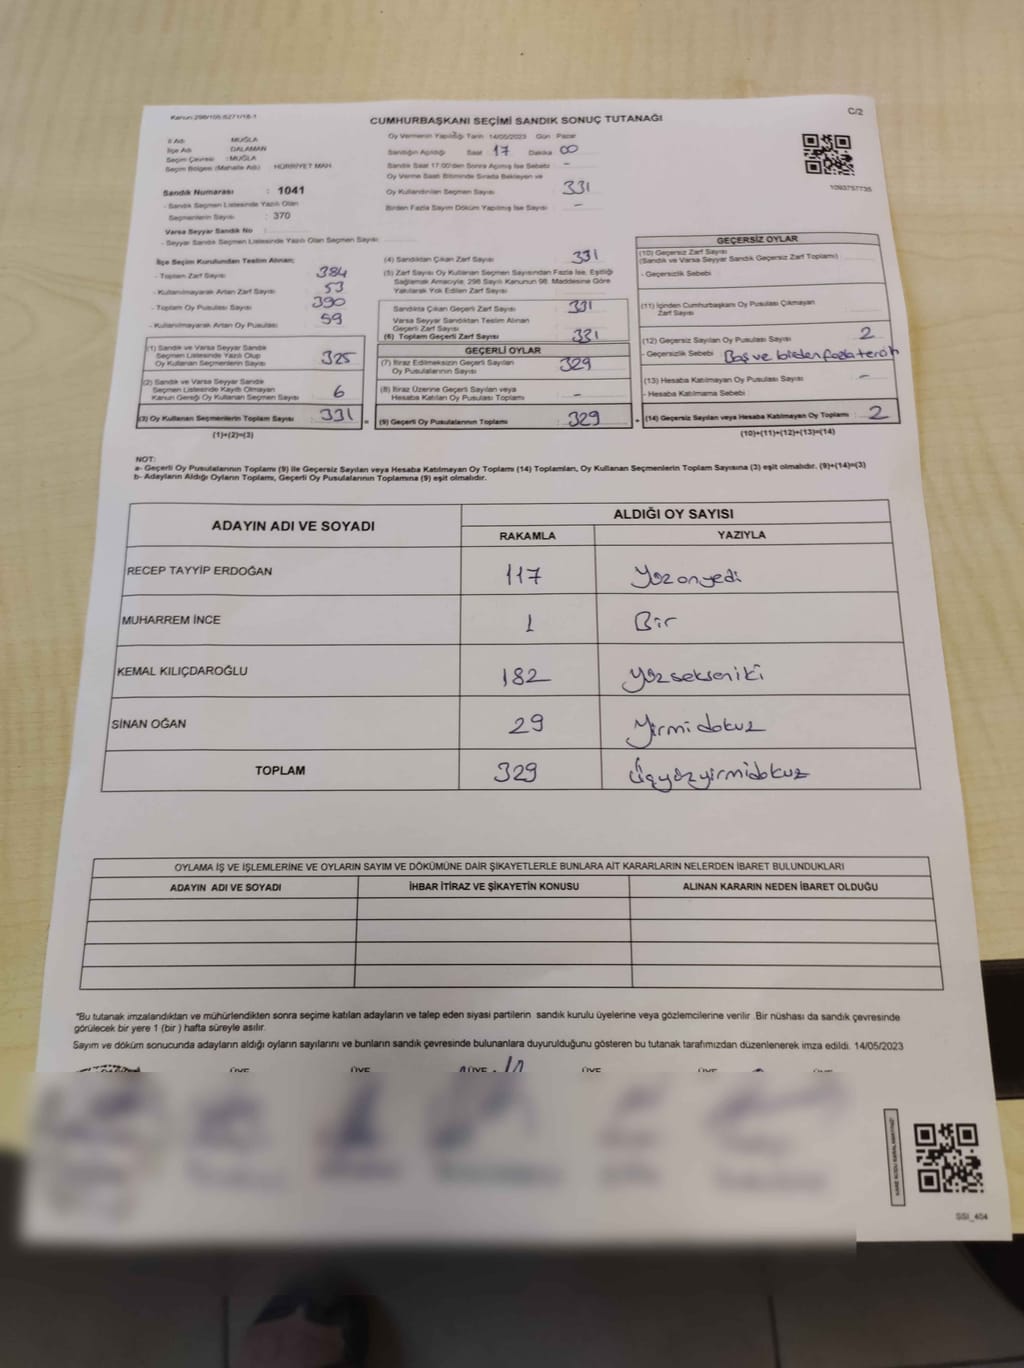 Kanun:298/105.6271/18-1
C/2
CUMHURBAŞKANI SEÇİMİ SANDIK SONUÇ TUTANAĞI
İl Adı MUĞLA
İlçe Adı DALAMAN
Seçim Çevresi :MUĞLA
Seçim Bölgesi (Mahalle Adı) HÜRRİYET MAH.
Sandık Numarası : 1041
- Sandık Seçmen Listesinde Yazılı Olan
Seçmenlerin Sayısı : 370
Varsa Seyyar Sandık No
- Seyyar Sandık Seçmen Listesinde Yazılı Olan Seçmen Sayısı:
Oy Vermenin Yapıldığı Tarih 14/05/2023 Gün Pazar
Sandığın Açıldığı Saat 17 Dakika 00
Sandık Saat 17.00'den Sonra Açılmış İse Sebebi -
Oy Verme Saati Bitiminde Sırada Bekleyen ve
Oy Kullandırılan Seçmen Sayısı 331
Birden Fazla Sayım Döküm Yapılmış İse Sayısı -
1093757735
İlçe Seçim Kurulundan Teslim Alınan;
- Toplam Zarf Sayısı 384
- Kullanılmayarak Artan Zarf Sayısı 53
- Toplam Oy Pusulası Sayısı 390
- Kullanılmayarak Artan Oy Pusulası 59
(1) Sandık ve Varsa Seyyar Sandık
Seçmen Listesinde Yazılı Olup
Oy Kullanan Seçmenlerin Sayısı 325
(2) Sandık ve Varsa Seyyar Sandık
Seçmen Listesinde Kayıtlı Olmayan
Kanun Gereği Oy Kullanan Seçmen Sayısı 6
(3) Oy Kullanan Seçmenlerin Toplam Sayısı 331
(1)+(2)=(3)
(4) Sandıktan Çıkan Zarf Sayısı 331
(5) Zarf Sayısı Oy Kullanan Seçmen Sayısından Fazla İse, Eşitliği
Sağlamak Amacıyla, 298 Sayılı Kanunun 98. Maddesine Göre
Yakılarak Yok Edilen Zarf Sayısı
Sandıkta Çıkan Geçerli Zarf Sayısı 331
Varsa Seyyar Sandıktan Teslim Alınan
Geçerli Zarf Sayısı
(6) Toplam Geçerli Zarf Sayısı 331
GEÇERLİ OYLAR
(7) İtiraz Edilmeksizin Geçerli Sayılan
Oy Pusulalarının Sayısı 329
(8) İtiraz Üzerine Geçerli Sayılan veya
Hesaba Katılan Oy Pusulası Toplamı -
= (9) Geçerli Oy Pusulalarının Toplamı 329
GEÇERSİZ OYLAR
(10) Geçersiz Zarf Sayısı
(Sandık ve Varsa Seyyar Sandık Geçersiz Zarf Toplamı)
- Geçersizlik Sebebi
(11) İçinden Cumhurbaşkanı Oy Pusulası Çıkmayan
Zarf Sayısı
(12) Geçersiz Sayılan Oy Pusulası Sayısı 2
- Geçersizlik Sebebi Boş ve birden fazla tercih
(13) Hesaba Katılmayan Oy Pusulası Sayısı -
- Hesaba Katılmama Sebebi
+ (14) Geçersiz Sayılan veya Hesaba Katılmayan Oy Toplamı 2
(10)+(11)+(12)+(13)=(14)
NOT:
a- Geçerli Oy Pusulalarının Toplamı (9) ile Geçersiz Sayılan veya Hesaba Katılmayan Oy Toplamı (14) Toplamları, Oy Kullanan Seçmenlerin Toplam Sayısına (3) eşit olmalıdır. (9)+(14)=(3)
b- Adayların Aldığı Oyların Toplamı, Geçerli Oy Pusulalarının Toplamına (9) eşit olmalıdır.
ADAYIN ADI VE SOYADI
ALDIĞI OY SAYISI
RAKAMLA YAZIYLA
RECEP TAYYİP ERDOĞAN 117 Yüzonyedi
MUHARREM İNCE 1 Bir
KEMAL KILIÇDAROĞLU 182 Yüzsekseniki
SİNAN OĞAN 29 Yirmidokuz
TOPLAM 329 Üçyüzyirmidokuz
OYLAMA İŞ VE İŞLEMLERİNE VE OYLARIN SAYIM VE DÖKÜMÜNE DAİR ŞİKAYETLERLE BUNLARA AİT KARARLARIN NELERDEN İBARET BULUNDUKLARI
ADAYIN ADI VE SOYADI İHBAR İTİRAZ VE ŞİKAYETİN KONUSU ALINAN KARARIN NEDEN İBARET OLDUĞU
"Bu tutanak imzalandıktan ve mühürlendikten sonra seçime katılan adayların ve talep eden siyasi partilerin sandık kurulu üyelerine veya gözlemcilerine verilir. Bir nüshası da sandık çevresinde
görülecek bir yere 1 (bir ) hafta süreyle asılır.
Sayım ve döküm sonucunda adayların aldığı oyların sayılarını ve bunların sandık çevresinde bulunanlara duyurulduğunu gösteren bu tutanak tarafımızdan düzenlenerek imza edildi. 14/05/2023
ÜYE ÜYE ÜYE ÜYE ÜYE ÜYE
SSI_404